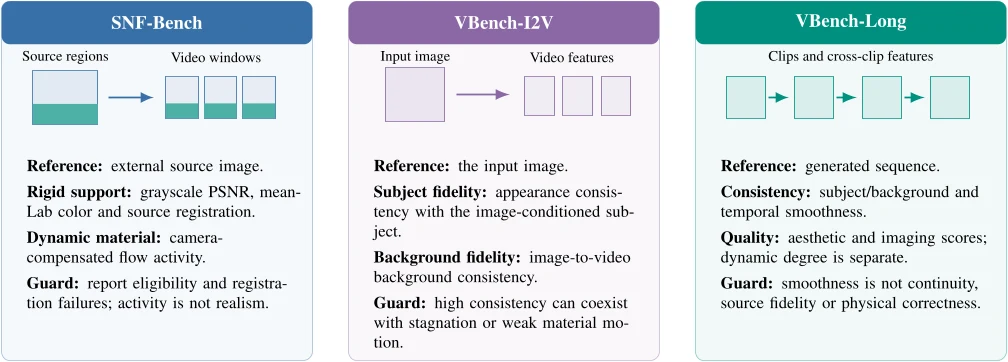 SNF-Bench
Source regions
Video windows
Reference: external source image.
Rigid support: grayscale PSNR, mean-
Lab color and source registration.
Dynamic material: camera-
compensated flow activity.
Guard: report eligibility and registra-
tion failures; activity is not realism.
VBench-I2V
Input image
Video features
Reference: the input image.
Subject fidelity: appearance consis-
tency with the image-conditioned sub-
ject.
Background fidelity: image-to-video
background consistency.
Guard: high consistency can coexist
with stagnation or weak material mo-
tion.
VBench-Long
Clips and cross-clip features
Reference: generated sequence.
Consistency: subject/background and
temporal smoothness.
Quality: aesthetic and imaging scores;
dynamic degree is separate.
Guard: smoothness is not continuity,
source fidelity or physical correctness.